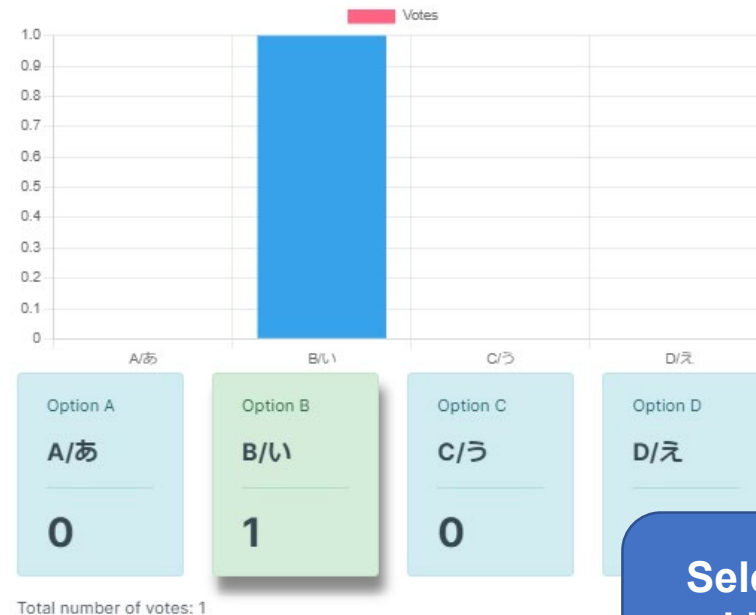 Votes
1.0
0.9
0.8
0.7
0.6
0.5
0.4
0.3
0.2
0.1
0
A/あ B/い C/う D/え
Option A Option B Option C Option D
A/あ B/い C/う D/え
0 1 0
Total number of votes: 1